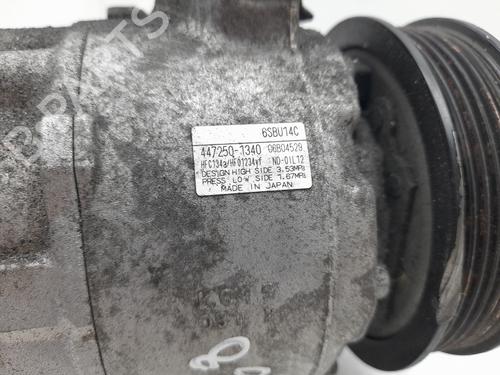 6SBU14C
447250-1340 06B04529
HFC134a/HFO1234yf ND-OIL12
DESIGN HIGH SIDE 3.53MPa
PRESS LOW SIDE 1.67MPa
MADE IN JAPAN